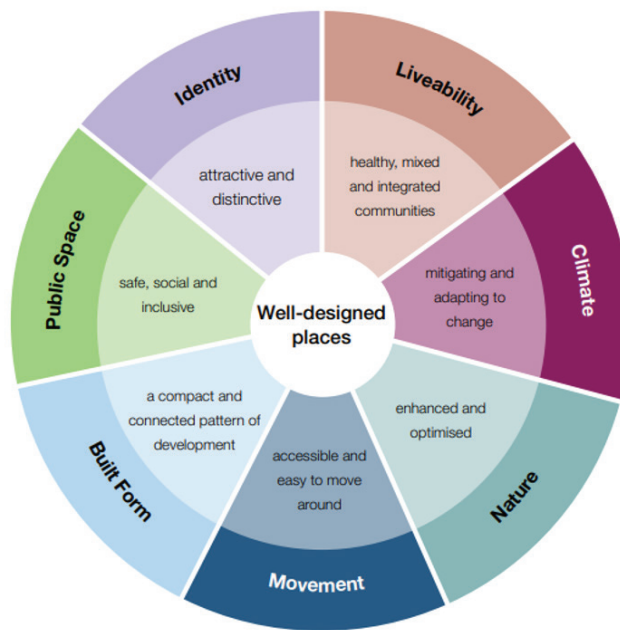 Well-designed
places
Liveability
healthy, mixed
and integrated
communities
Climate
mitigating and
adapting to
change
Nature
enhanced and
optimised
Movement
accessible and
easy to move
around
Built Form
a compact and
connected pattern of
development
Public Space
safe, social and
inclusive
Identity
attractive and
distinctive